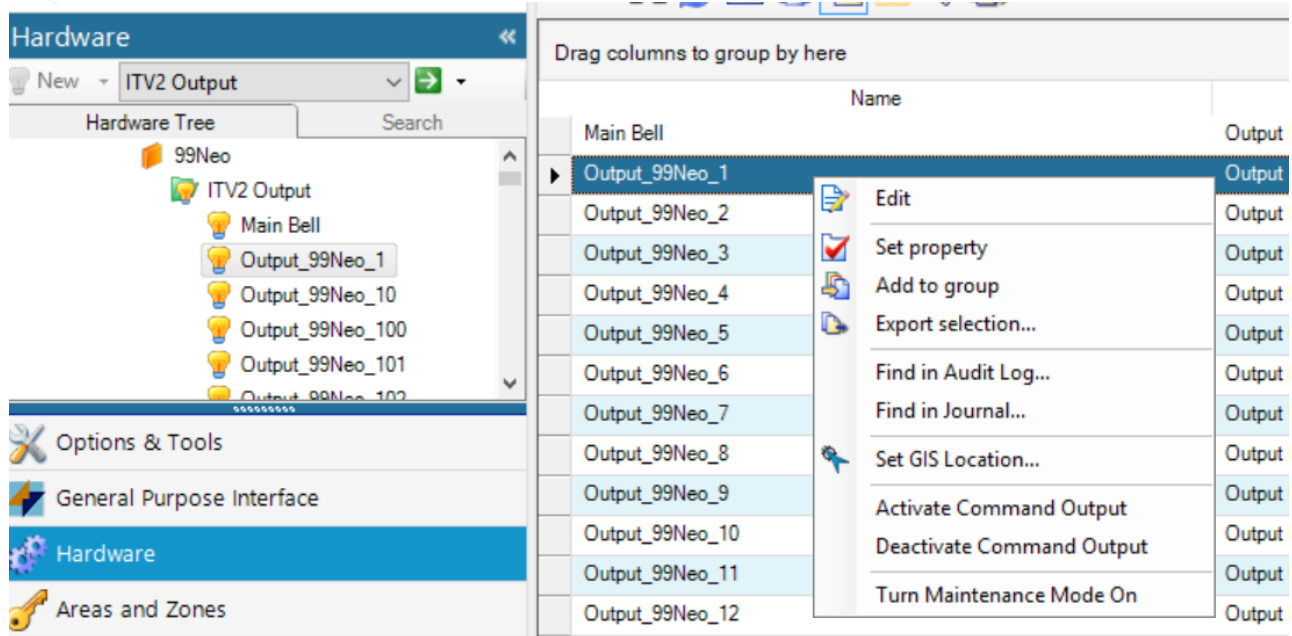 Hardware
«
New
ITV2 Output
Hardware Tree
Search
99Neo
ITV2 Output
Main Bell
Output_99Neo_1
Output_99Neo_10
Output_99Neo_100
Output_99Neo_101
Output_99Neo_102
Options & Tools
General Purpose Interface
Hardware
Areas and Zones
Drag columns to group by here
Name
Main Bell Output
Output_99Neo_1 Output
Output_99Neo_2 Output
Output_99Neo_3 Output
Output_99Neo_4 Output
Output_99Neo_5 Output
Output_99Neo_6 Output
Output_99Neo_7 Output
Output_99Neo_8 Output
Output_99Neo_9 Output
Output_99Neo_10 Output
Output_99Neo_11 Output
Output_99Neo_12 Output
Edit
Set property
Add to group
Export selection...
Find in Audit Log...
Find in Journal...
Set GIS Location...
Activate Command Output
Deactivate Command Output
Turn Maintenance Mode On